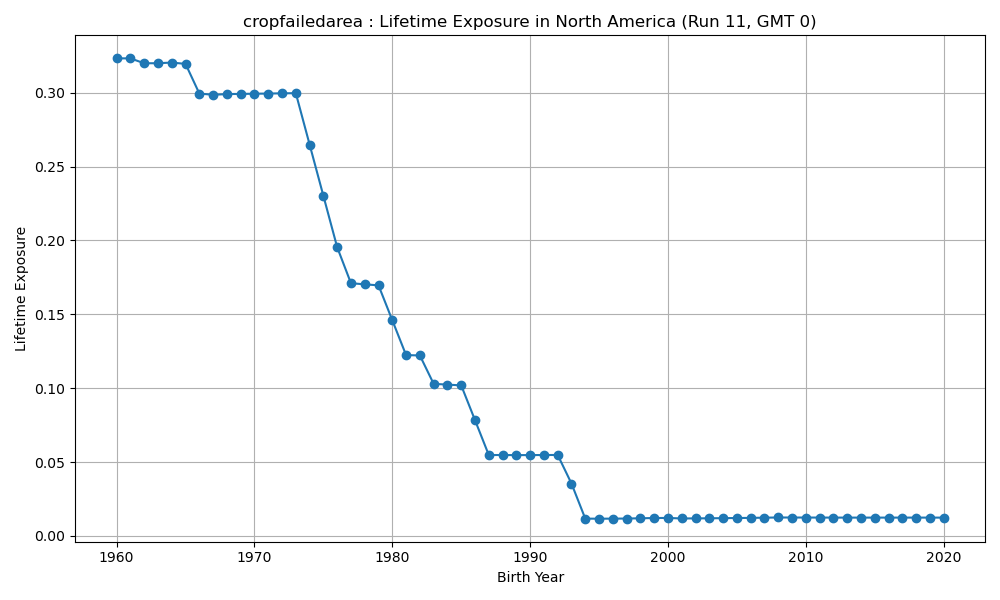 cropfailedarea : Lifetime Exposure in North America (Run 11, GMT 0)
Lifetime Exposure
0.30
0.25
0.20
0.15
0.10
0.05
0.00
1960 1970 1980 1990 2000 2010 2020
Birth Year